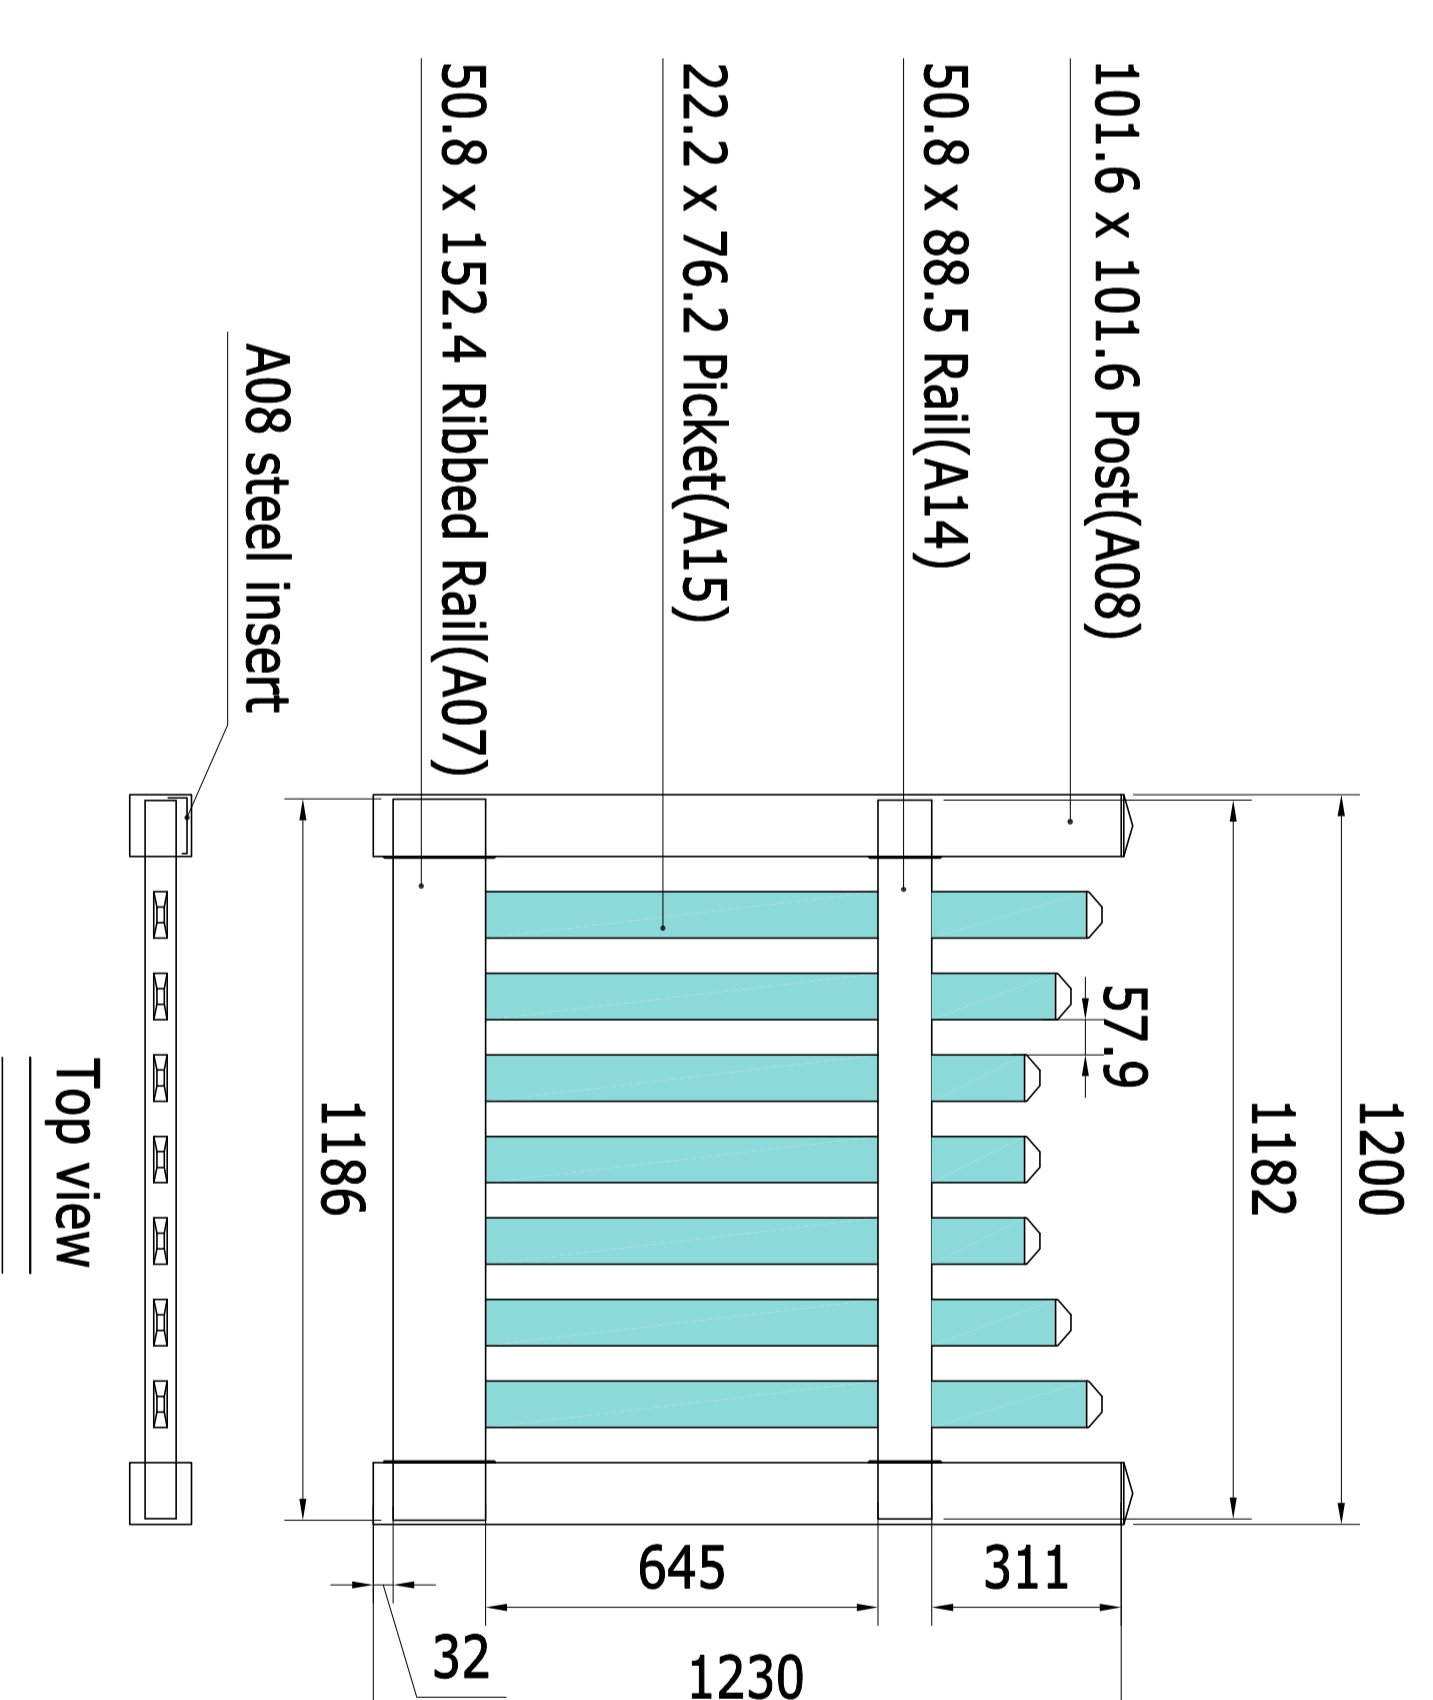 1200
1182
101.6 x 101.6 Post(A08)
57.9
50.8 x 88.5 Rail(A14)
22.2 x 76.2 Picket(A15)
50.8 x 152.4 Ribbed Rail(A07)
1186
A08 steel insert
Top view
311
645
32
1230